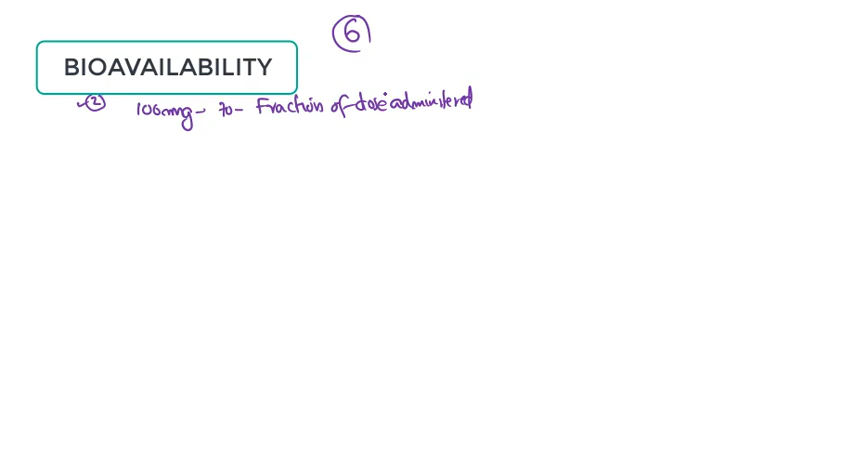 6
BIOAVAILABILITY
2 100mg - 70 - Fraction of dose administered